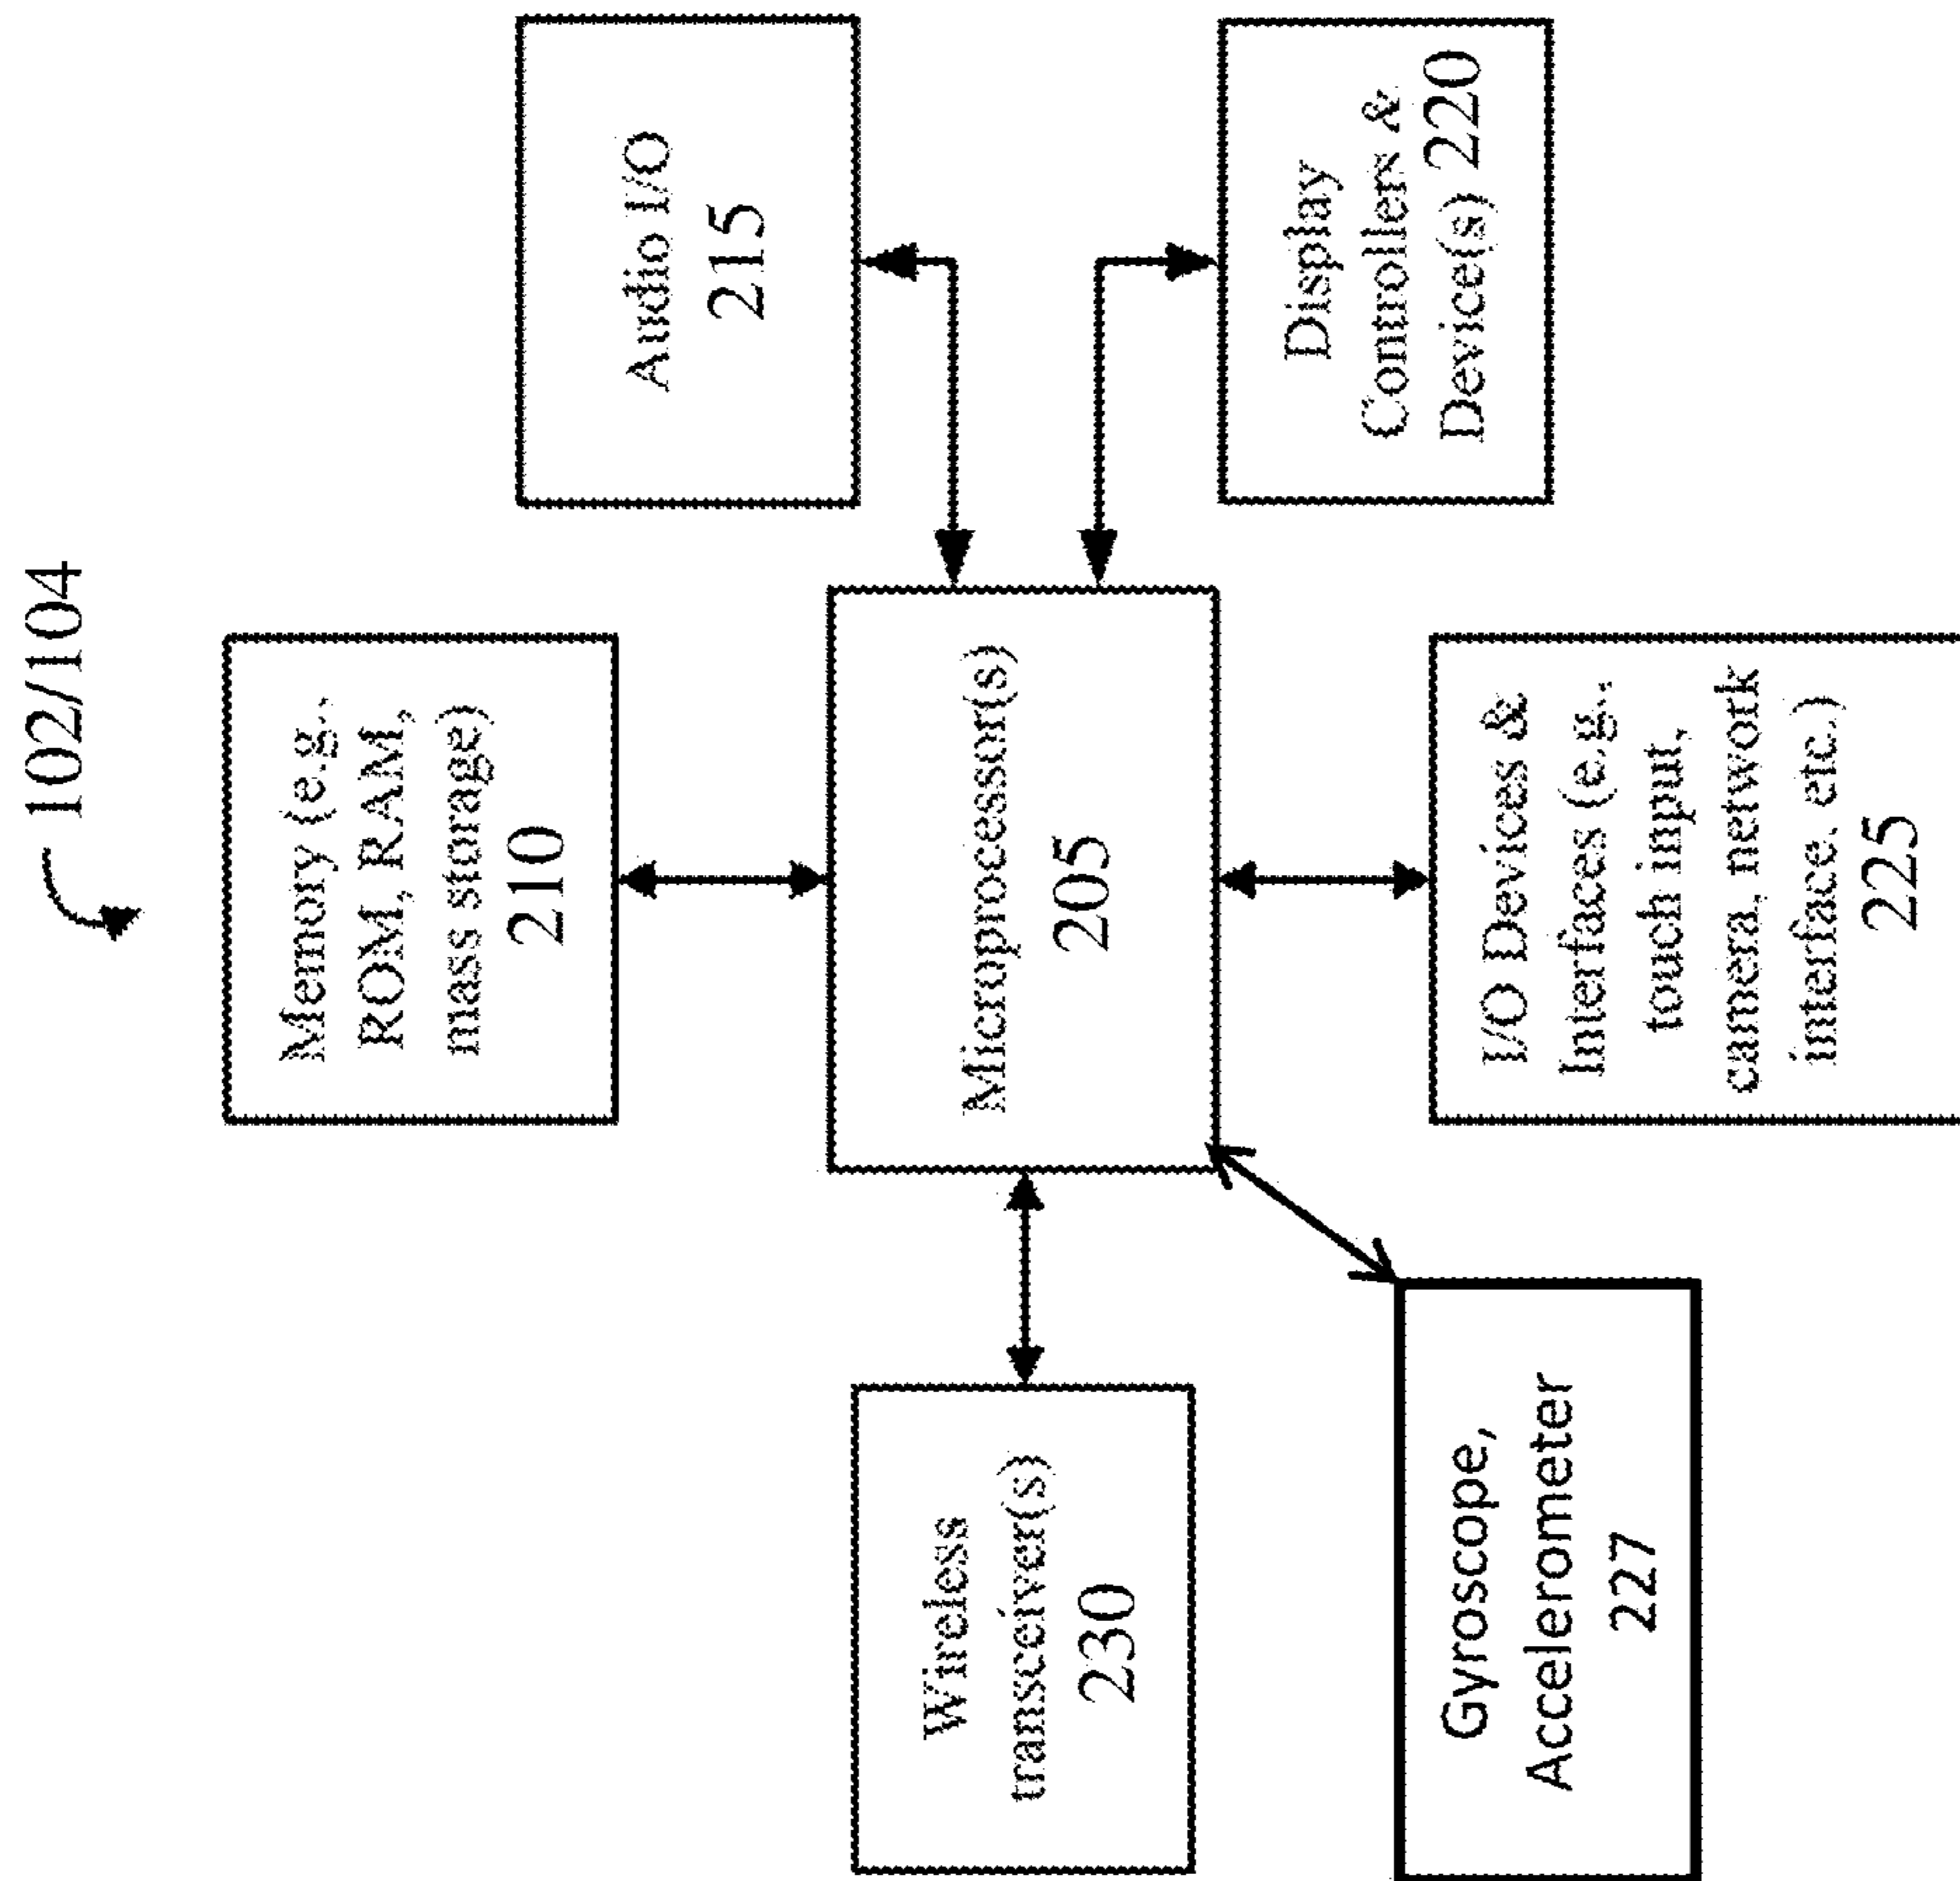 102/104
Memory (e.g.,
ROM, RAM,
mass storage)
210
Audio I/O
215
Microprocessor(s)
205
Wireless
transceiver(s)
230
Display
Controllers &
Device(s) 220
I/O Devices &
Interfaces (e.g.,
touch input,
camera, network
interface, etc.)
225
Gyroscope,
Accelerometer
227